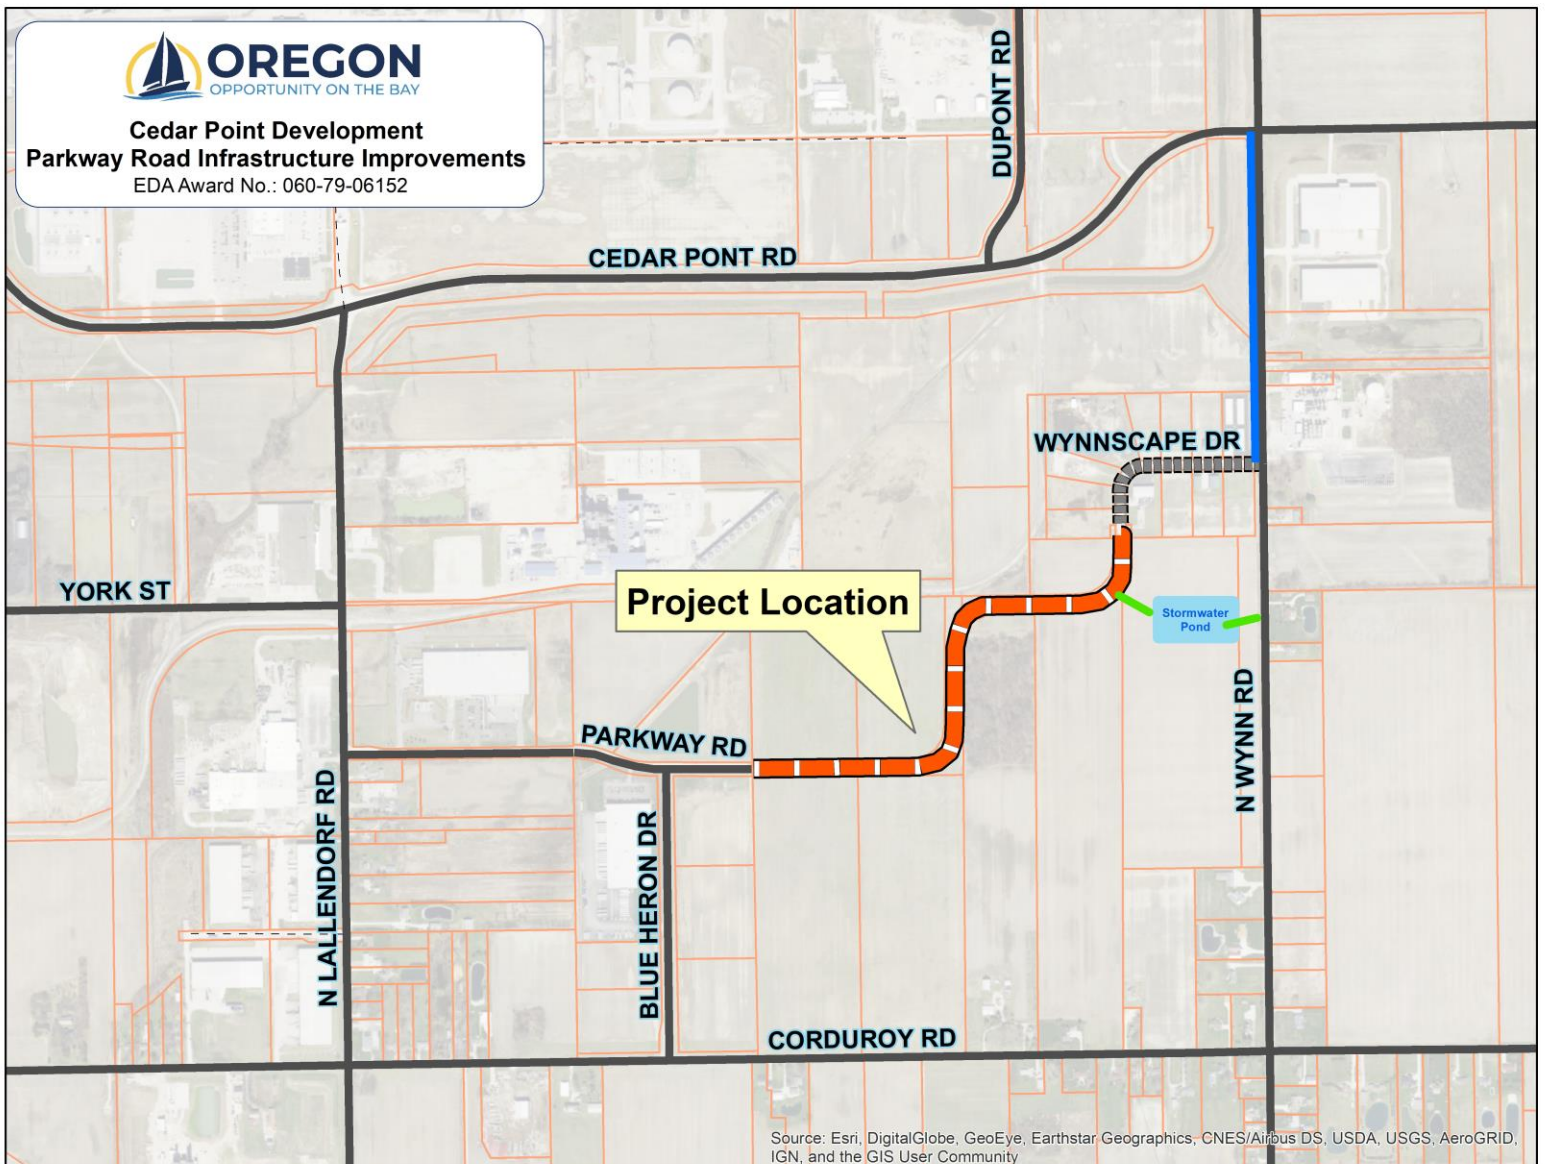 OREGON
OPPORTUNITY ON THE BAY
Cedar Point Development
Parkway Road Infrastructure Improvements
EDA Award No.: 060-79-06152
DUPONT RD
CEDAR PONT RD
WYNNSCAPE DR
YORK ST
Project Location
Stormwater
Pond
N WYNN RD
PARKWAY RD
N LALLENDORF RD
BLUE HERON DR
CORDUROY RD
Source: Esri, DigitalGlobe, GeoEye, Earthstar Geographics, CNES/Airbus DS, USDA, USGS, AeroGRID,
IGN, and the GIS User Community